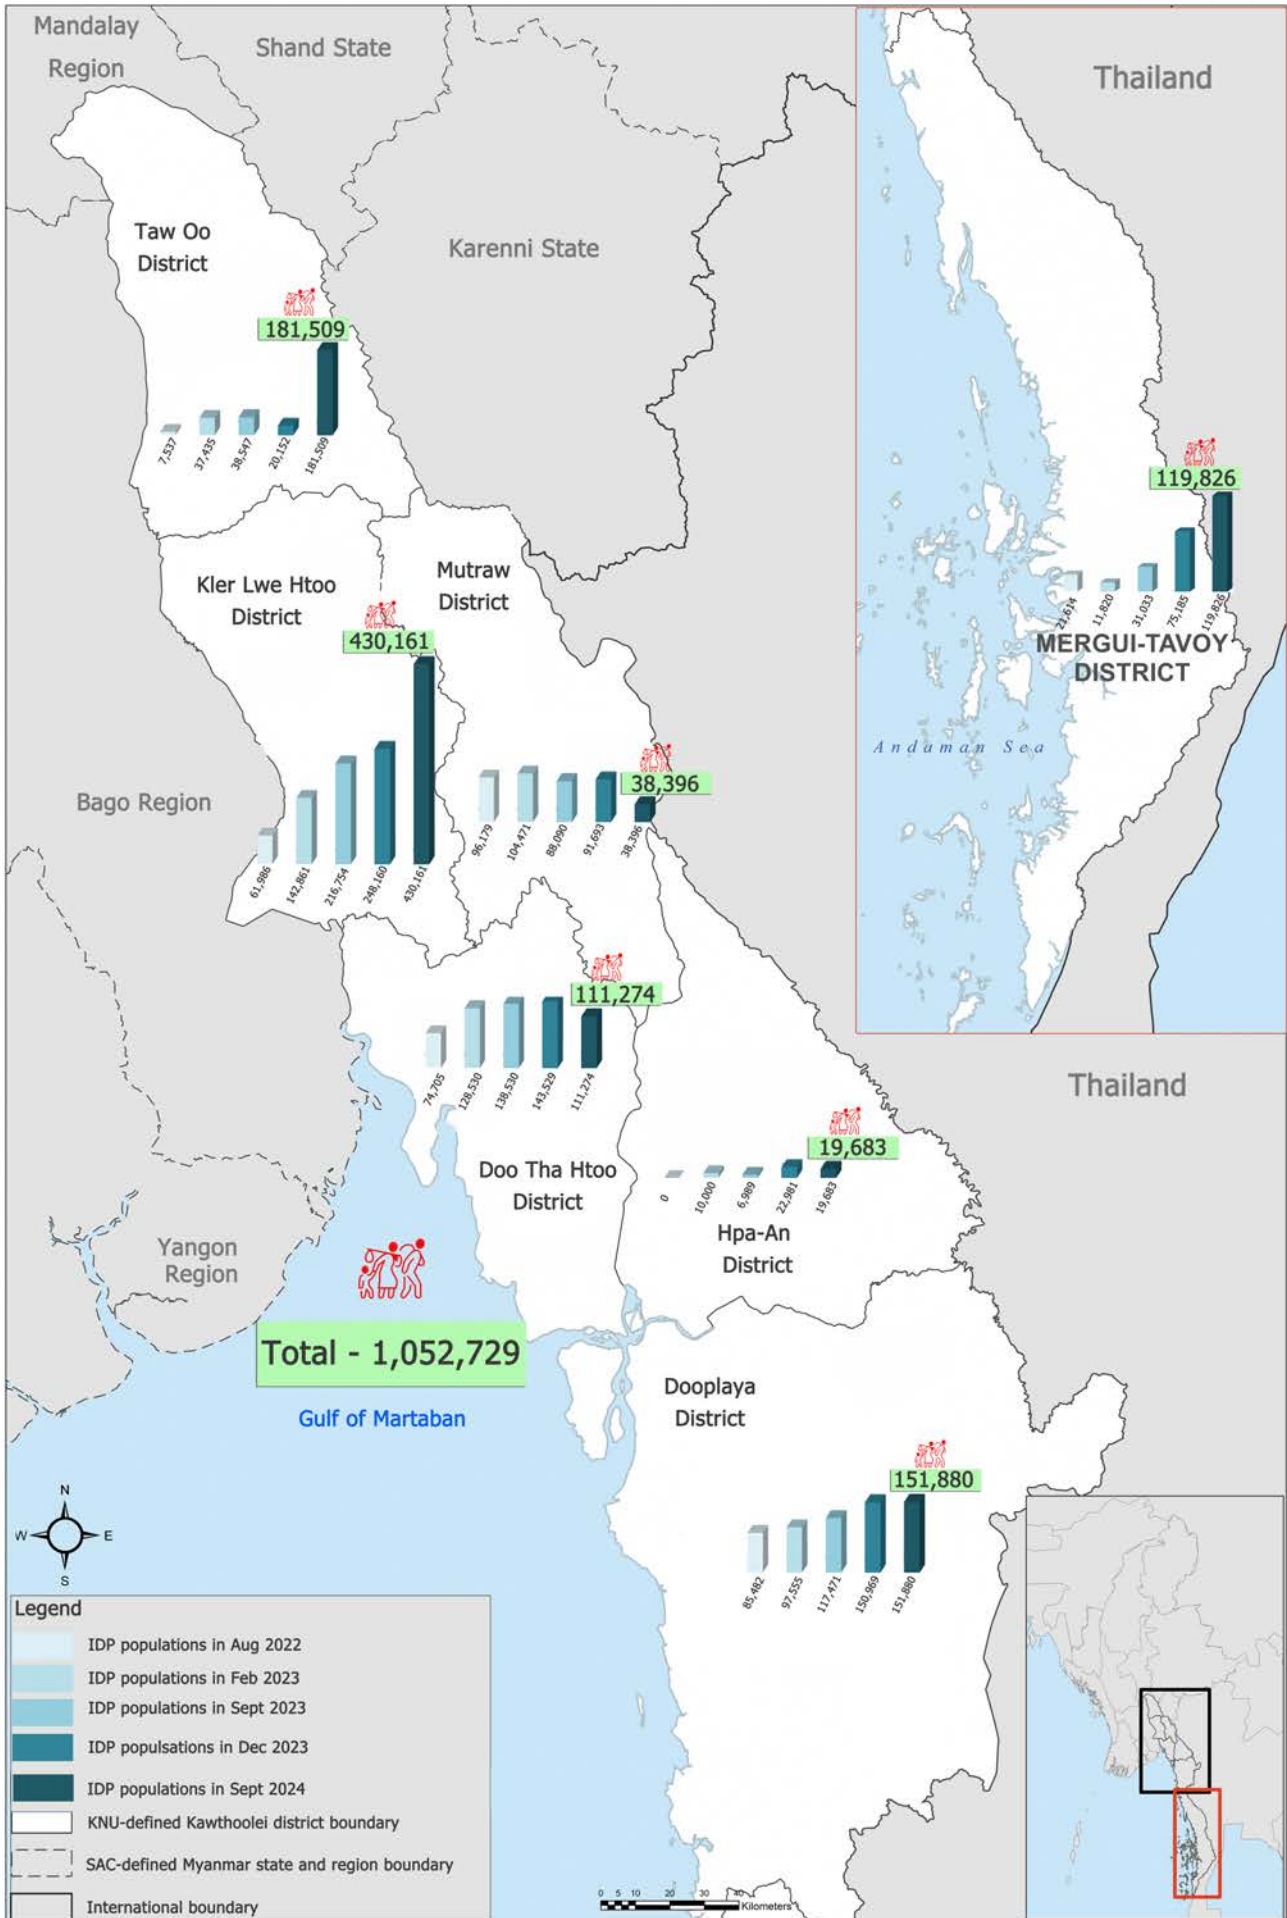 Mandalay
Region
Shand State
Thailand
Taw Oo
District
Karenni State
181,509
7,537
37,435
38,547
20,152
181,509
119,826
21,614
11,820
31,033
75,185
119,826
MERGUI-TAVOY
DISTRICT
Andaman Sea
Kler Lwe Htoo
District
Mutraw
District
430,161
61,986
142,861
216,754
248,160
430,161
38,396
96,179
104,471
88,090
91,693
38,396
Bago Region
111,274
74,705
128,530
138,530
143,529
111,274
Thailand
Doo Tha Htoo
District
19,683
0
10,000
6,989
22,981
19,683
Hpa-An
District
Yangon
Region
Total - 1,052,729
Gulf of Martaban
Dooplaya
District
151,880
85,482
97,555
117,471
150,969
151,880
N
W
E
S
Legend
IDP populations in Aug 2022
IDP populations in Feb 2023
IDP populations in Sept 2023
IDP populsations in Dec 2023
IDP populations in Sept 2024
KNU-defined Kawthoolei district boundary
SAC-defined Myanmar state and region boundary
International boundary
0 5 10 20 30 40
Kilometers